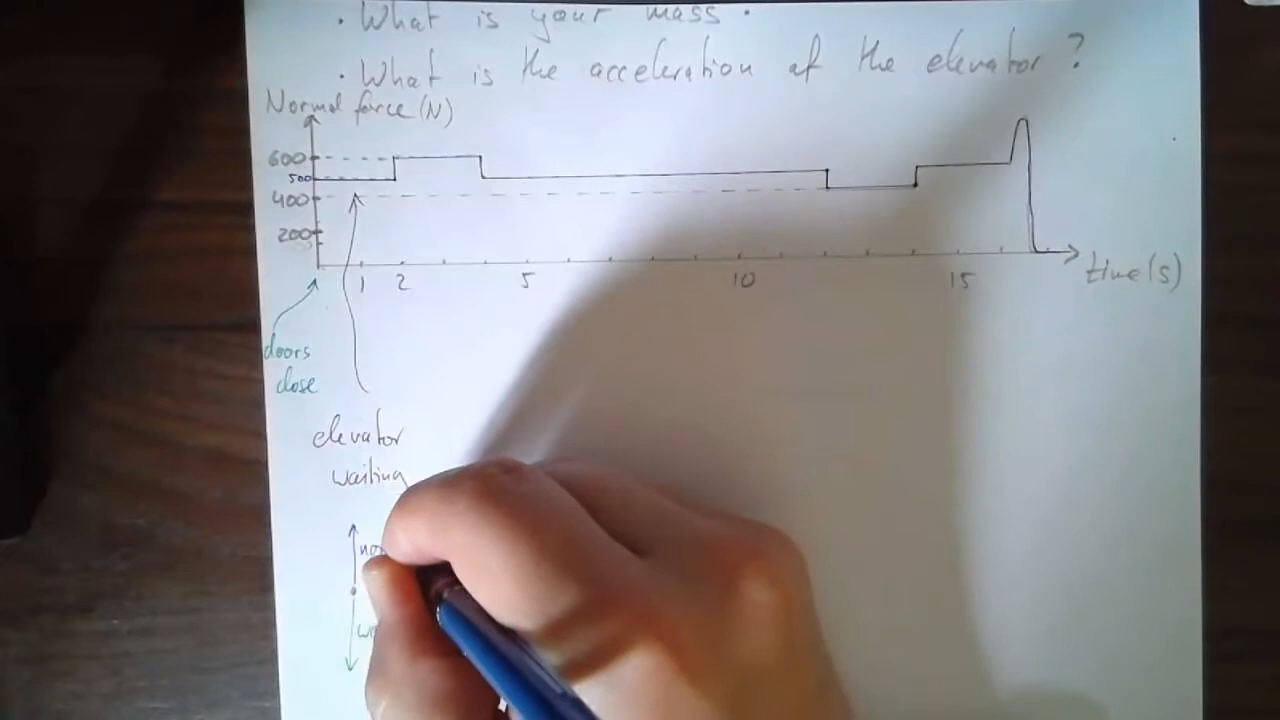 · What is your mass .
· What is the acceleration of the elevator ?
Normal force (N)
600
500
400
200
1 2 5 10 15
time (s)
doors
close
elevator
waiting